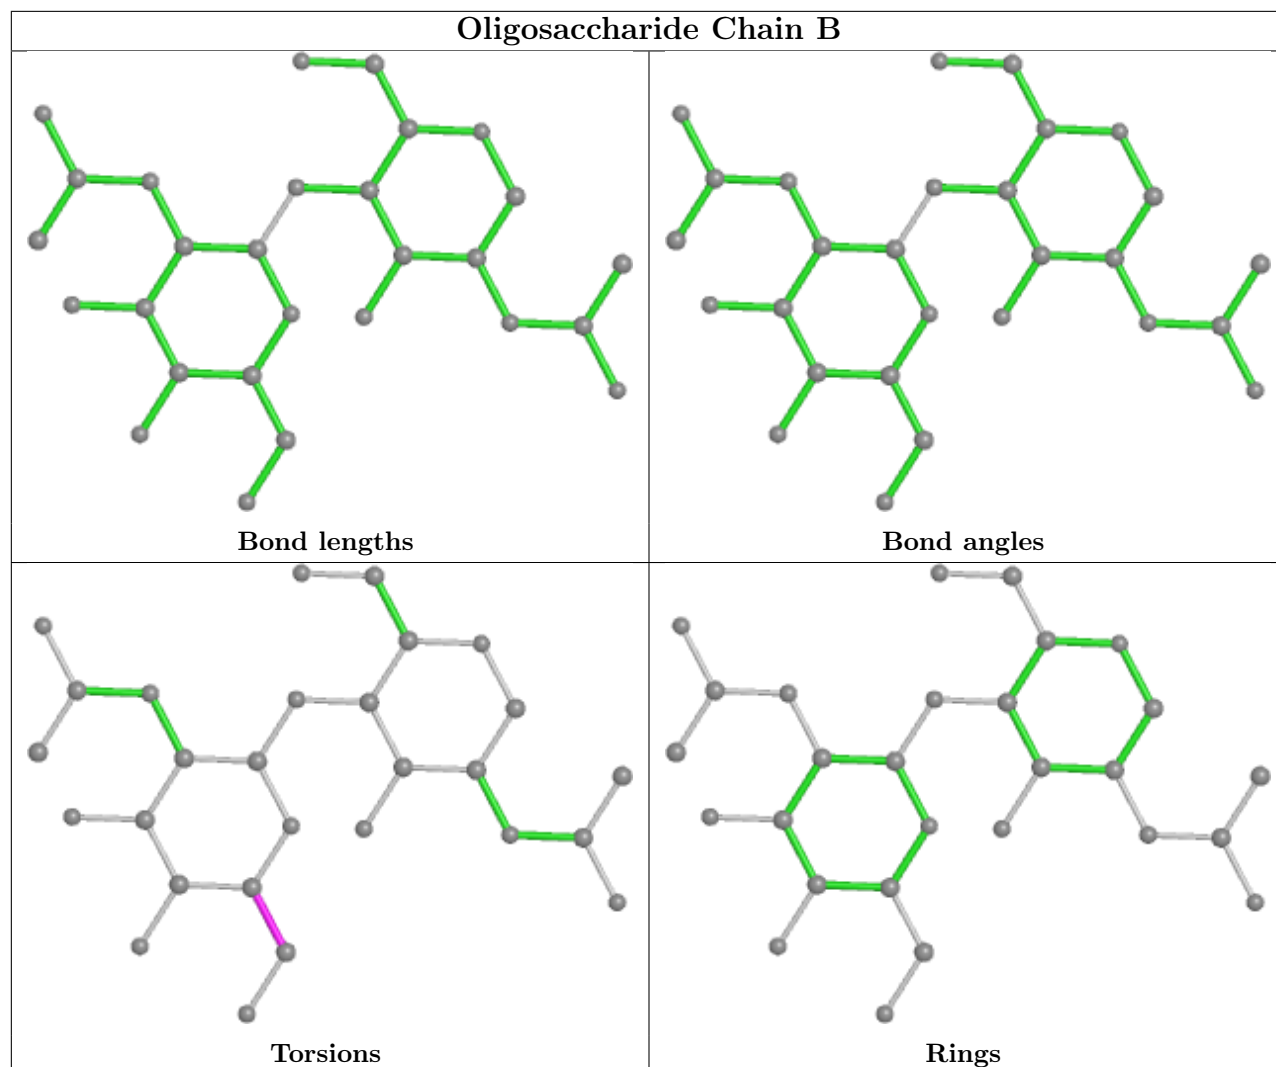 Oligosaccharide Chain B
Bond lengths
Bond angles
Torsions
Rings